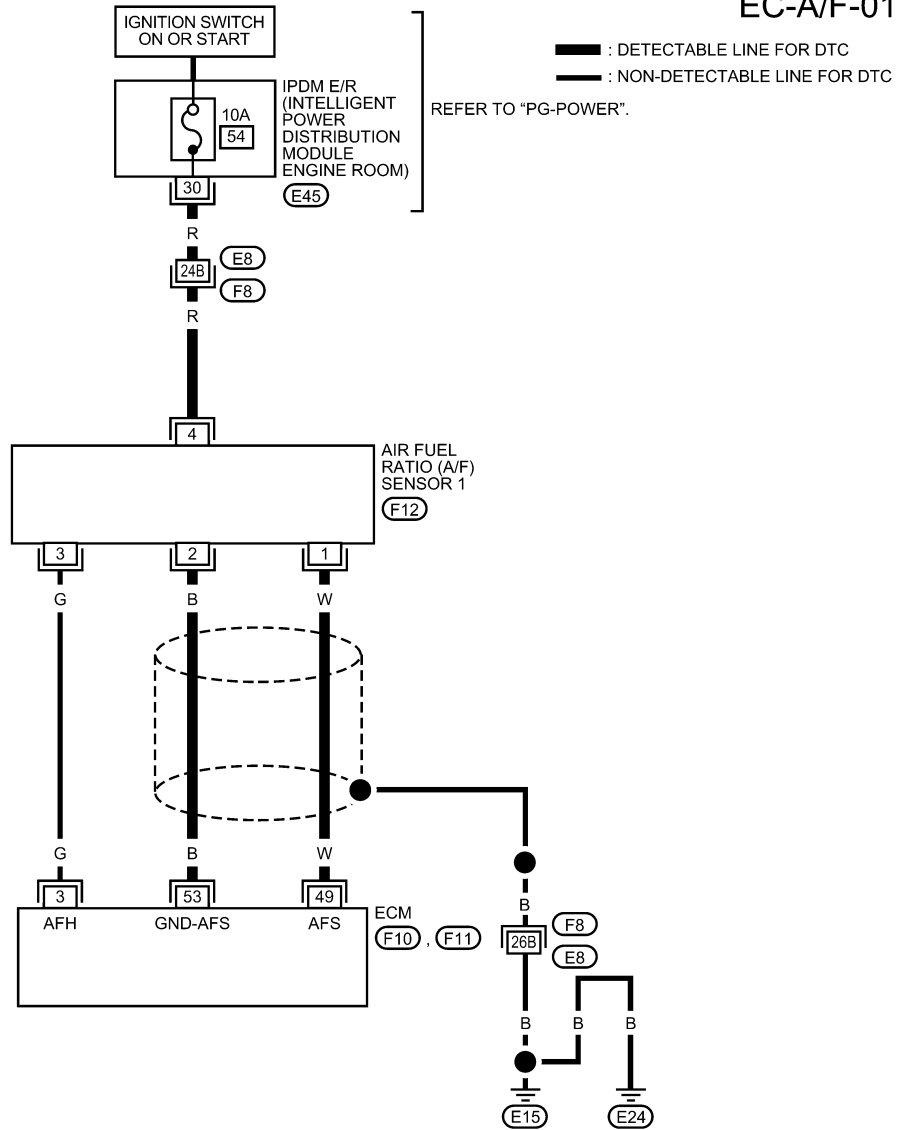 EC-A/F-01
IGNITION SWITCH
ON OR START
: DETECTABLE LINE FOR DTC
: NON-DETECTABLE LINE FOR DTC
IPDM E/R
(INTELLIGENT
POWER
DISTRIBUTION
MODULE
ENGINE ROOM)
10A
54
REFER TO “PG-POWER”.
30
E45
R
24B
E8
F8
R
4
AIR FUEL
RATIO (A/F)
SENSOR 1
F12
3 2 1
G B W
G B W
3 53 49
AFH GND-AFS AFS
ECM
F10 , F11
B
26B
F8
E8
B B B
E15 E24